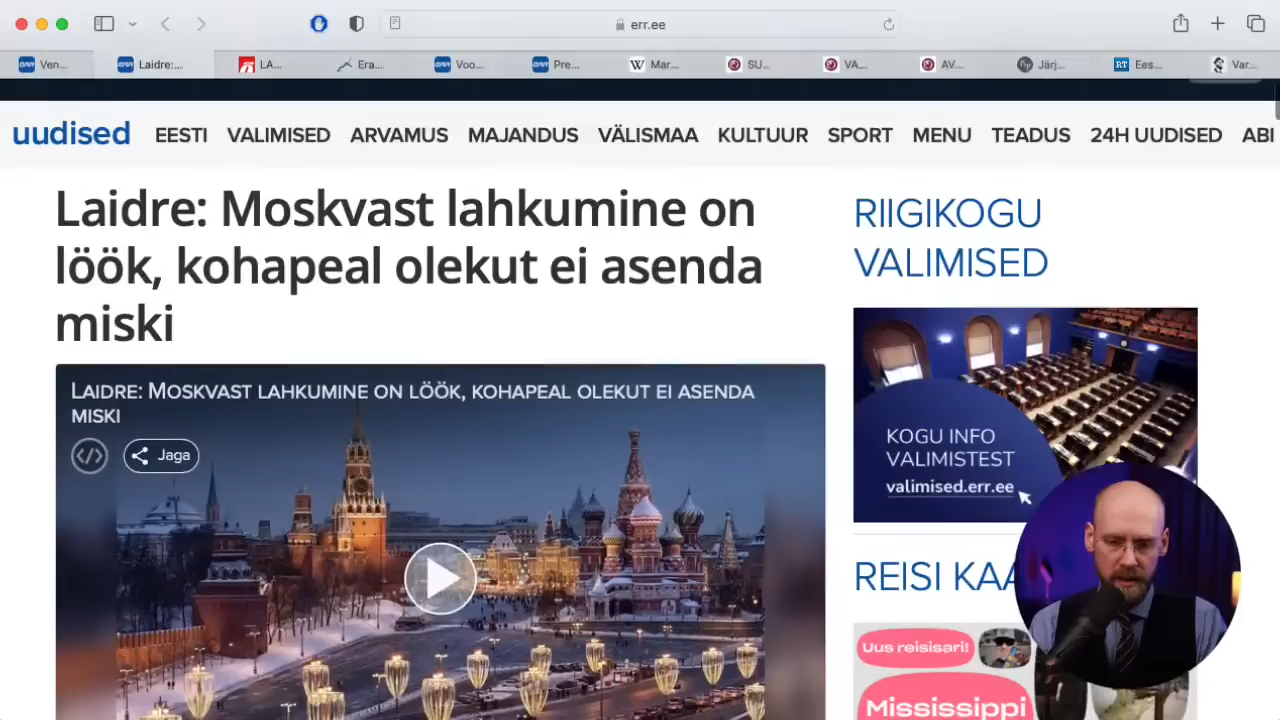 err.ee
Ven...
Laidre:...
LA...
Era...
Voo...
Pre...
W
Mar...
SU...
VA...
AV...
Järj...
RT
Ees...
Var...
uudised
EESTI
VALIMISED
ARVAMUS
MAJANDUS
VÄLISMAA
KULTUUR
SPORT
MENU
TEADUS
24H UUDISED
ABI
Laidre: Moskvast lahkumine on
löök, kohapeal olekut ei asenda
miski
LAIDRE: MOSKVAST LAHKUMINE ON LÖÖK, KOHAPEAL OLEKUT EI ASENDA
MISKI
Jaga
RIIGIKOGU
VALIMISED
KOGU INFO
VALIMISTEST
valimised.err.ee
REISI KA
Uus reisisari!
Mississippi